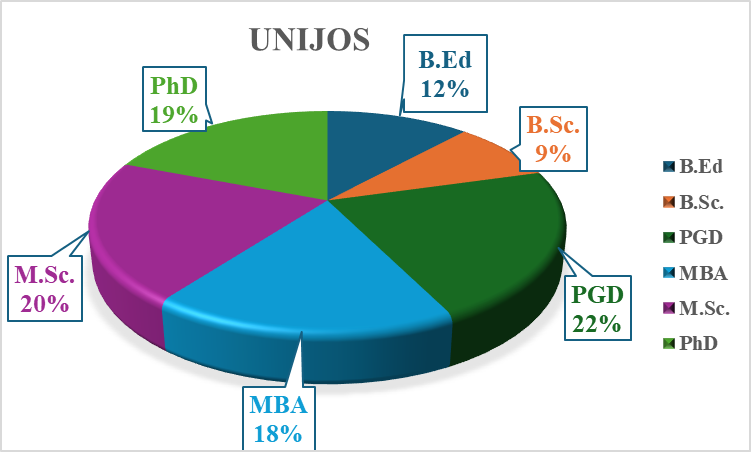 UNIJOS
B.Ed
12%
B.Sc.
9%
PGD
22%
MBA
18%
M.Sc.
20%
PhD
19%
B.Ed
B.Sc.
PGD
MBA
M.Sc.
PhD